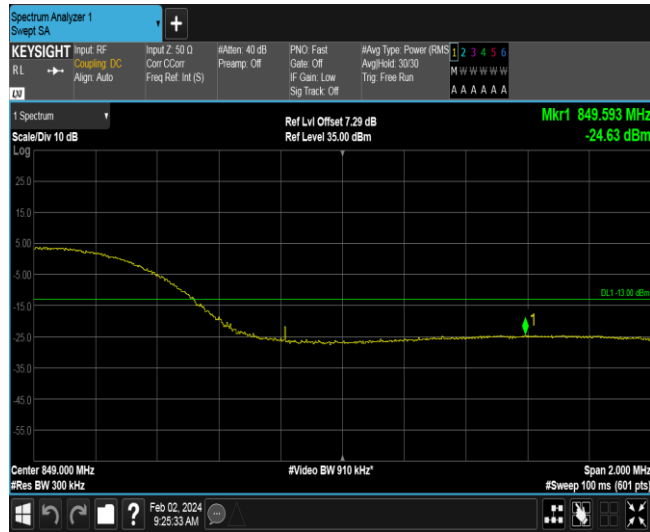 Spectrum Analyzer 1
Swept SA
+
KEYSIGHT
RL
LXI
Input: RF
Coupling: DC
Align: Auto
Input Z: 50 Ω
Corr CCorr
Freq Ref: Int (S)
#Atten: 40 dB
Preamp: Off
PNO: Fast
Gate: Off
IF Gain: Low
Sig Track: Off
#Avg Type: Power (RMS
Avg|Hold: 30/30
Trig: Free Run
1 2 3 4 5 6
M W W W W W
A A A A A A
1 Spectrum
Scale/Div 10 dB
Ref Lvl Offset 7.29 dB
Ref Level 35.00 dBm
Mkr1 849.593 MHz
-24.63 dBm
Log
25.0
15.0
5.00
-5.00
DL1 -13.00 dBm
-15.0
1
-25.0
-35.0
-45.0
-55.0
Center 849.000 MHz
#Video BW 910 kHz*
Span 2.000 MHz
#Res BW 300 kHz
#Sweep 100 ms (601 pts)
?
Feb 02, 2024
9:25:33 AM